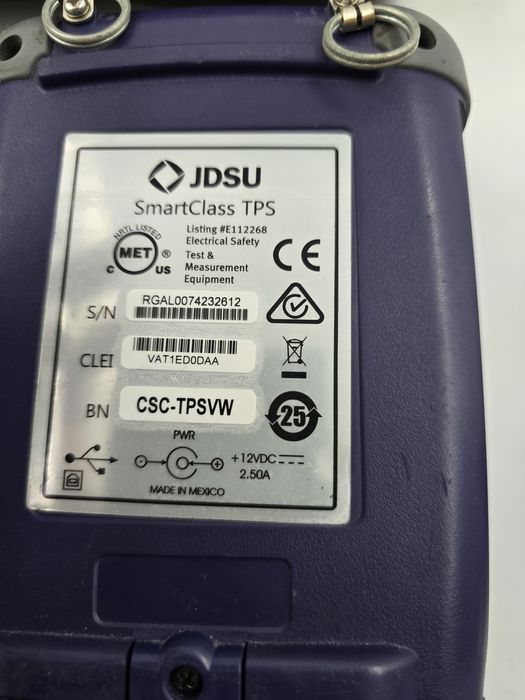 JDSU
SmartClass TPS
NRTL LISTED
MET ®
C US
Listing #E112268
Electrical Safety
Test &
Measurement
Equipment
CE
S/N RGAL0074232612
CLEI VAT1ED0DAA
BN CSC-TPSVW
25
PWR
+12VDC
2.50A
MADE IN MEXICO